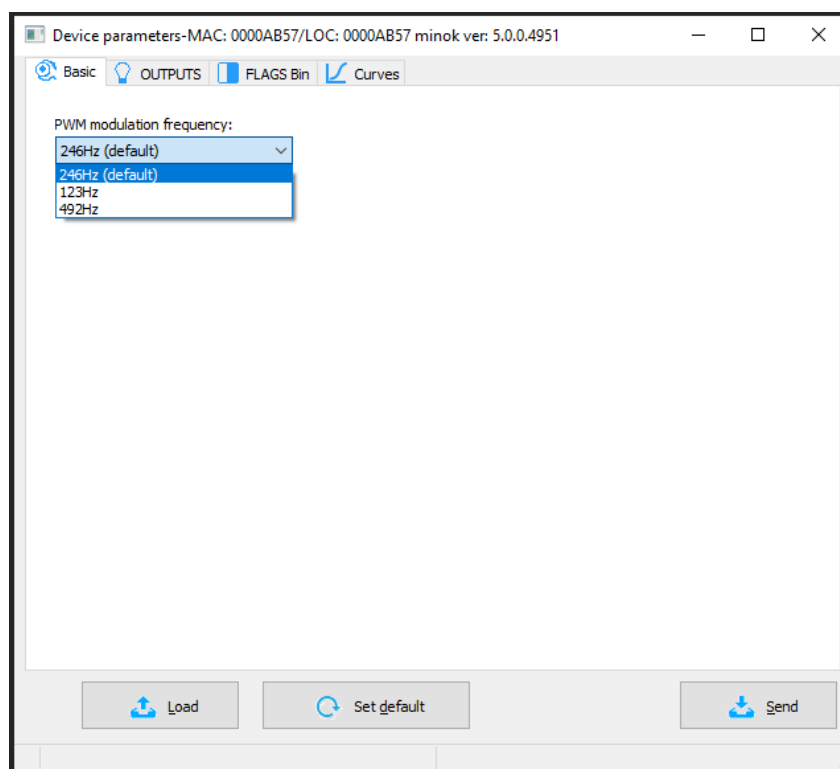 Device parameters-MAC: 0000AB57/LOC: 0000AB57 minok ver: 5.0.0.4951
Basic OUTPUTS FLAGS Bin Curves
PWM modulation frequency:
246Hz (default)
246Hz (default)
123Hz
492Hz
Load Set default Send